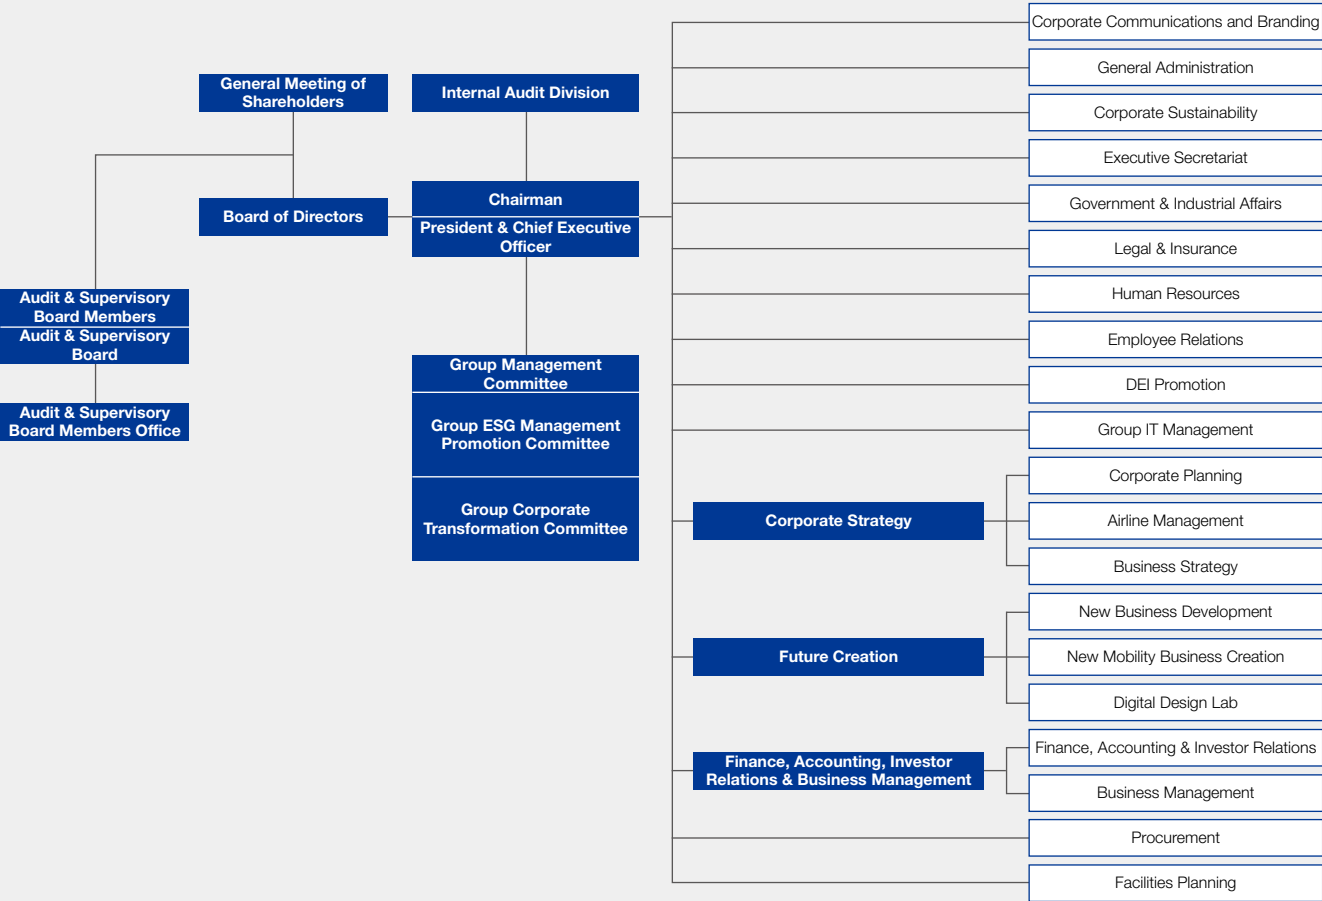 General Meeting of
Shareholders
Internal Audit Division
Chairman
President & Chief Executive
Officer
Board of Directors
Audit & Supervisory
Board Members
Audit & Supervisory
Board
Audit & Supervisory
Board Members Office
Group Management
Committee
Group ESG Management
Promotion Committee
Group Corporate
Transformation Committee
Corporate Communications and Branding
General Administration
Corporate Sustainability
Executive Secretariat
Government & Industrial Affairs
Legal & Insurance
Human Resources
Employee Relations
DEI Promotion
Group IT Management
Corporate Strategy
Corporate Planning
Airline Management
Business Strategy
Future Creation
New Business Development
New Mobility Business Creation
Digital Design Lab
Finance, Accounting, Investor
Relations & Business Management
Finance, Accounting & Investor Relations
Business Management
Procurement
Facilities Planning